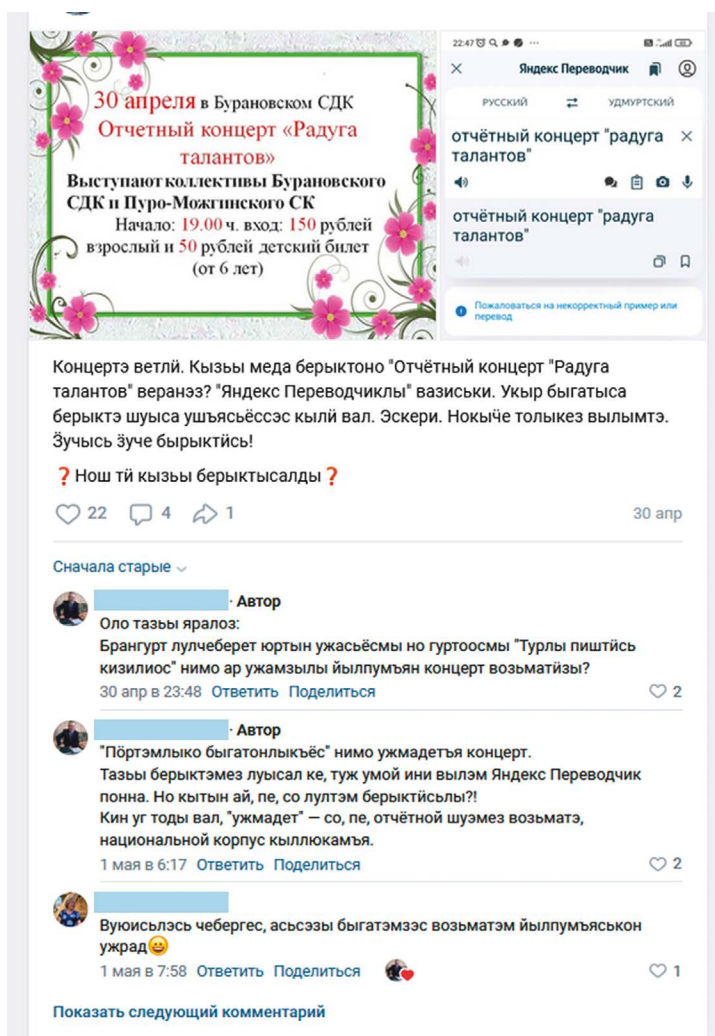 30 апреля в Бурановском СДК
Отчетный концерт «Радуга
талантов»
Выступают коллективы Бурановского
СДК и Пуро-Можгинского СК
Начало: 19.00 ч. вход: 150 рублей
взрослый и 50 рублей детский билет
(от 6 лет)
22:47
Яндекс Переводчик
РУССКИЙ УДМУРТСКИЙ
отчётный концерт "радуга
талантов"
отчётный концерт "радуга
талантов"
Пожаловаться на некорректный пример или
перевод
Концертэ ветлӥ. Кызьы меда берыктоно "Отчётный концерт "Радуга
талантов" веранэз? "Яндекс Переводчиклы" вазиськи. Укыр быгатыса
берыктэ шуыса ушъясьёссэс кылӥ вал. Эскери. Нокыӵе толыкез вылымтэ.
Ӟучысь ӟуче бырыктӥсь!
❓Нош тӥ кызьы берыктысалды❓
22 4 1 30 апр
Сначала старые
· Автор
Оло тазьы яралоз:
Брангурт лулчеберет юртын ужасьёсмы но гуртоосмы "Турлы пиштӥсь
кизилиос" нимо ар ужамзылы йылпумъян концерт возьматӥзы?
30 апр в 23:48 Ответить Поделиться 2
· Автор
"Пӧртэмлыко быгатонлыкъёс" нимо ужмадетъя концерт.
Тазьы берыктэмез луысал ке, туж умой ини вылэм Яндекс Переводчик
понна. Но кытын ай, пе, со лултэм берыктӥсьлы?!
Кин уг тоды вал, "ужмадет" — со, пе, отчётной шуэмез возьматэ,
национальной корпус кыллюкамъя.
1 мая в 6:17 Ответить Поделиться 2
Вуюисьлэсь чебергес, асьсэзы быгатэмзэс возьматэм йылпумъяськон
ужрад😄
1 мая в 7:58 Ответить Поделиться 1
Показать следующий комментарий